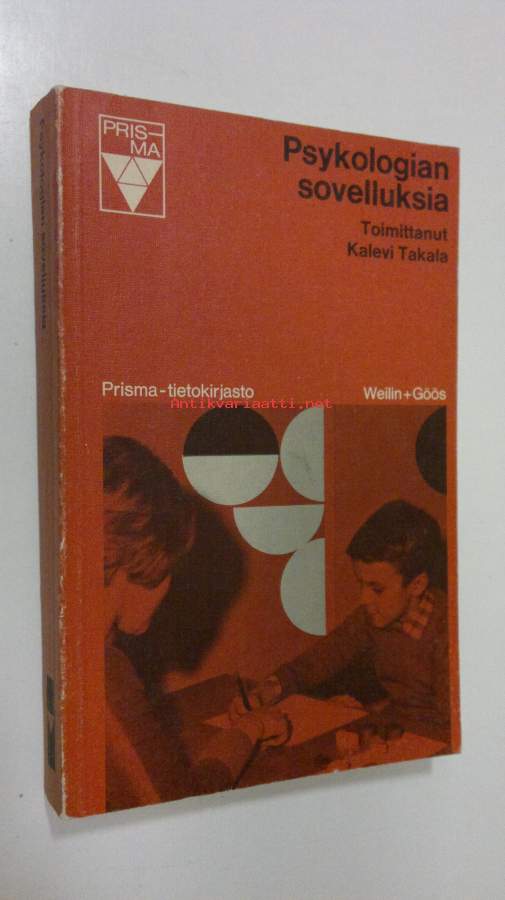 PRIS-
MA
Psykologian
sovelluksia
Toimittanut
Kalevi Takala
Prisma-tietokirjasto
Weilin+Göös
Antikvariaatti.net
Psykologian sovelluksia